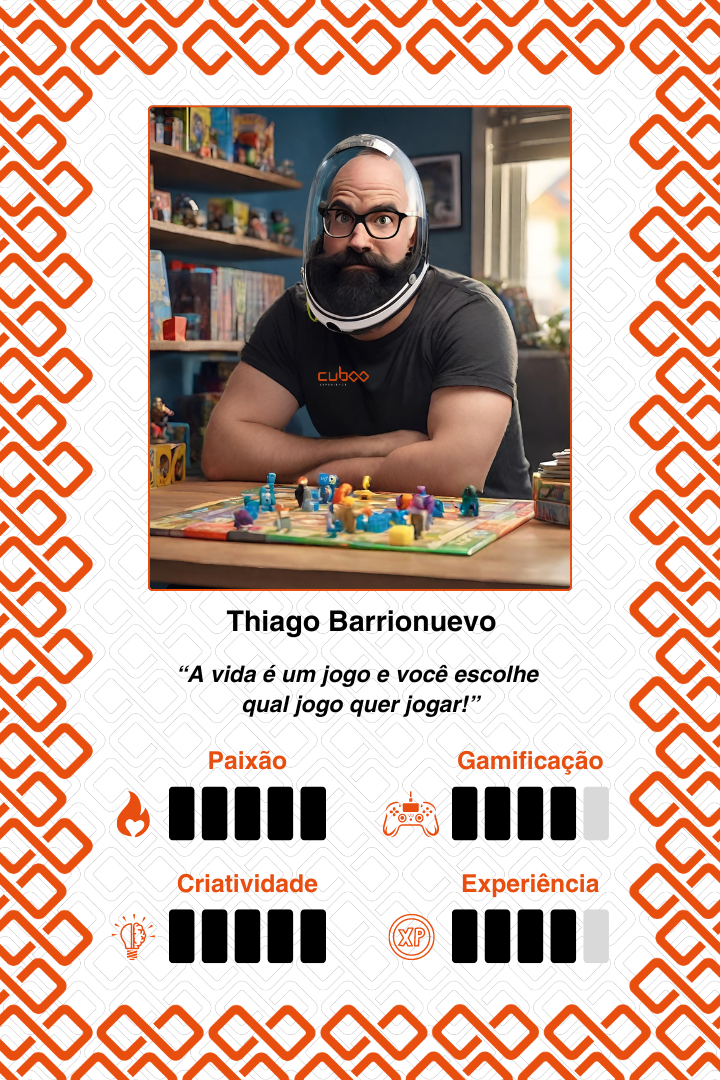 cuboo
Thiago Barrionuevo
“A vida é um jogo e você escolhe
qual jogo quer jogar!”
Paixão
Gamificação
Criatividade
Experiência
XP